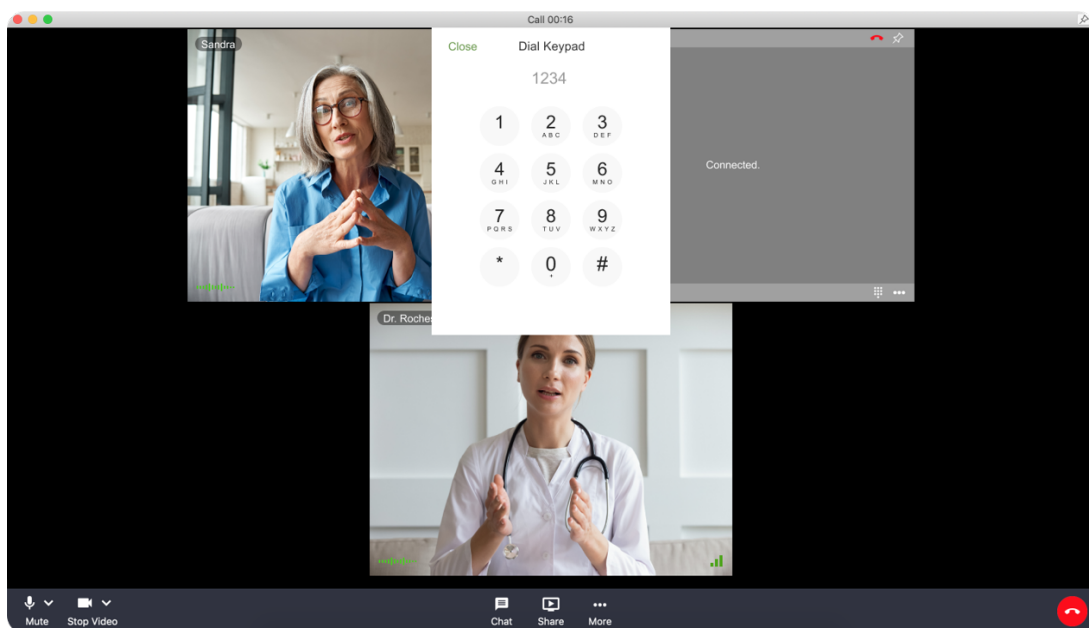 Call 00:16
Sandra
Close Dial Keypad
1234
1 2 3
ABC DEF
4 5 6
GHI JKL MNO
Connected.
7 8 9
PQRS TUV WXYZ
* 0 #
,
Dr.
Mute Stop Video Chat Share More